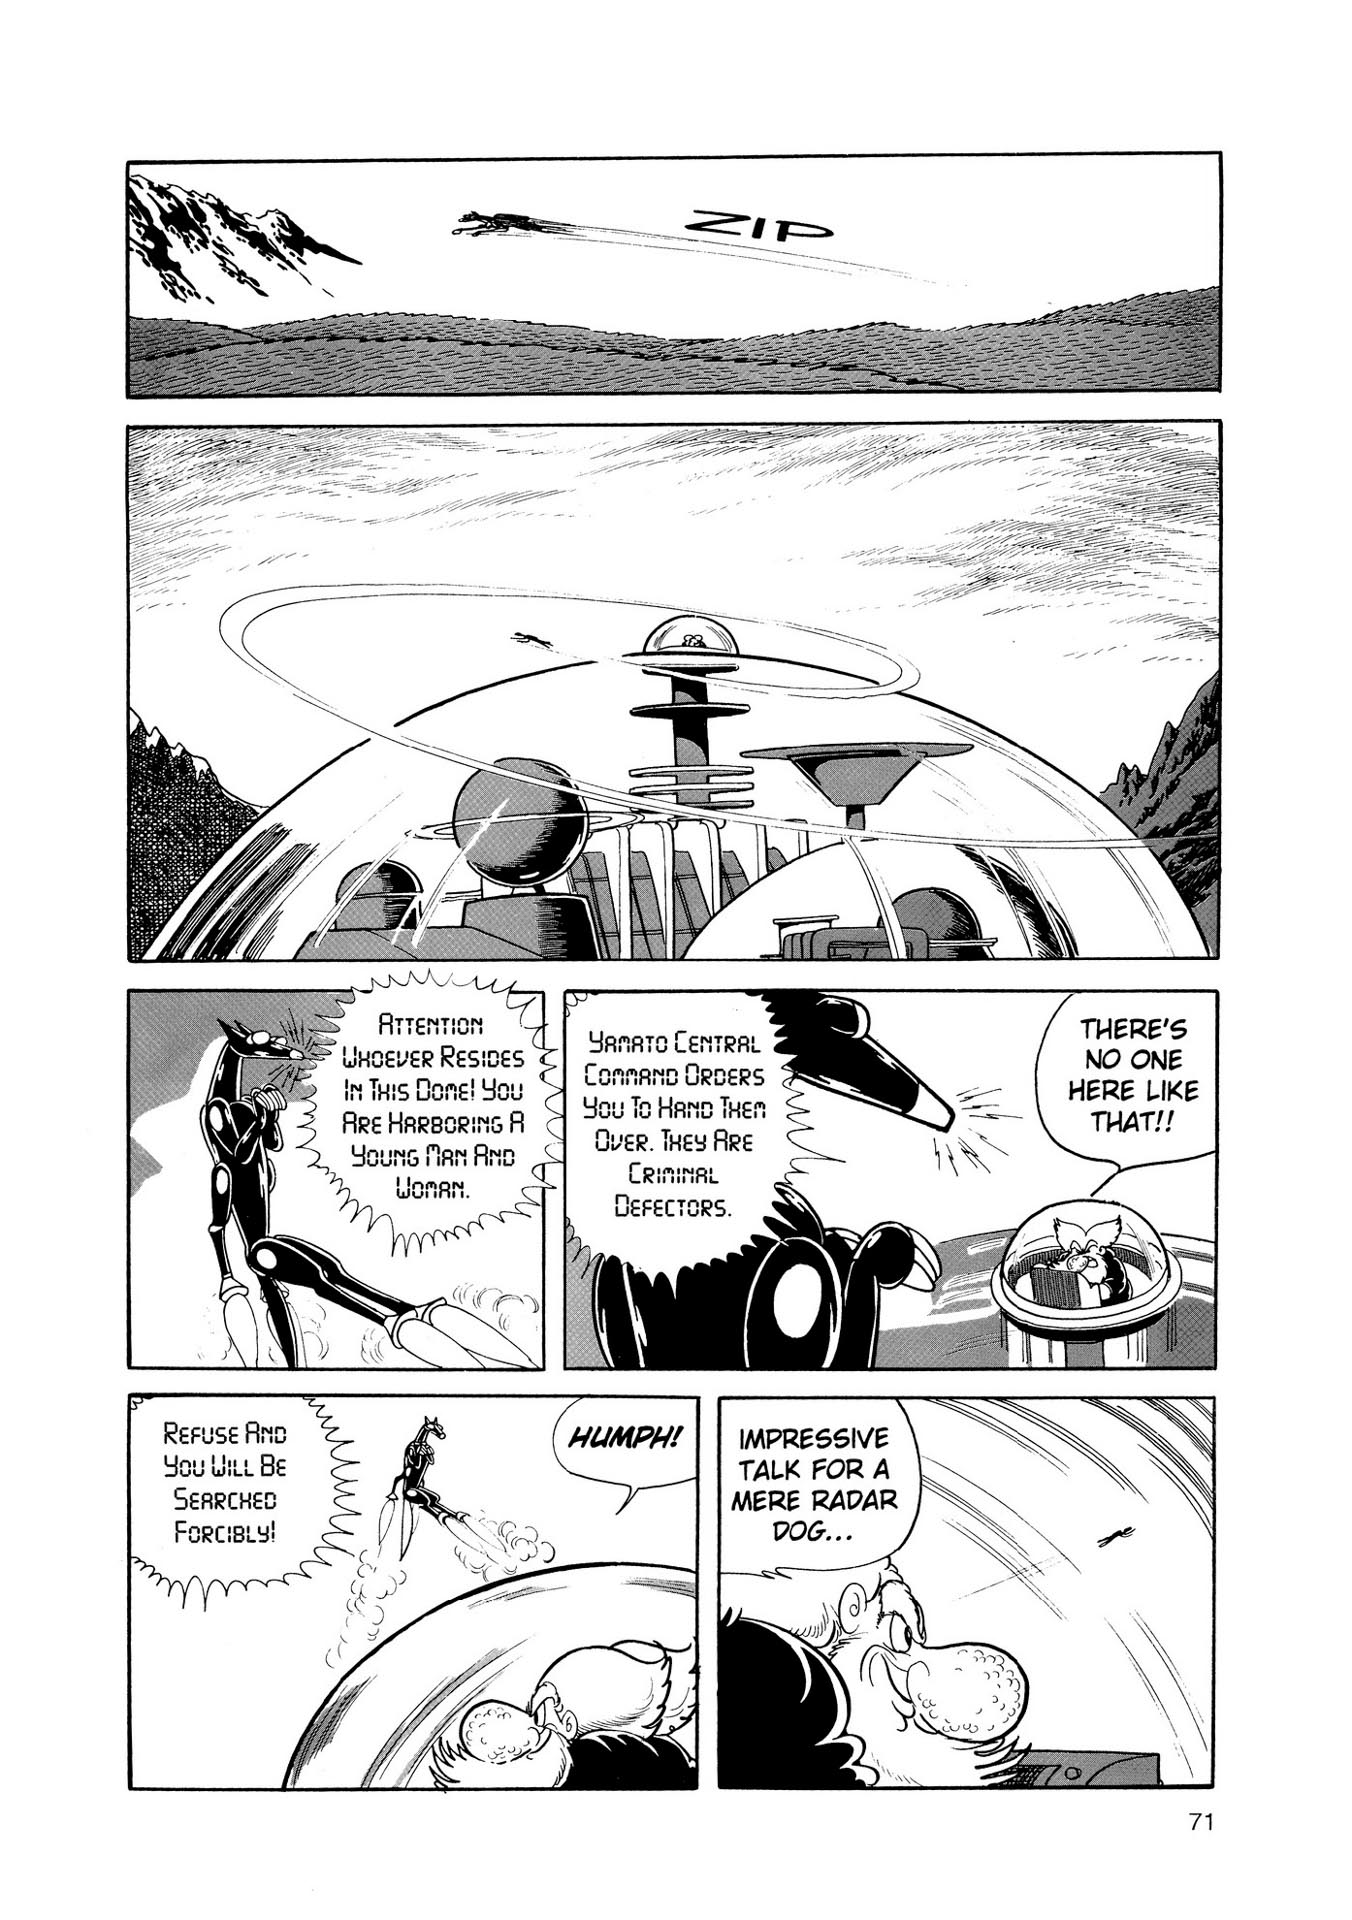 ZIP
ATTENTION
WHOEVER RESIDES
IN THIS DOME! YOU
ARE HARBORING A
YOUNG MAN AND
WOMAN.
YAMATO CENTRAL
COMMAND ORDERS
YOU TO HAND THEM
OVER. THEY ARE
CRIMINAL
DEFECTORS.
THERE'S
NO ONE
HERE LIKE
THAT!!
REFUSE AND
YOU WILL BE
SEARCHED
FORCIBLY!
HUMPH!
IMPRESSIVE
TALK FOR A
MERE RADAR
DOG...
71